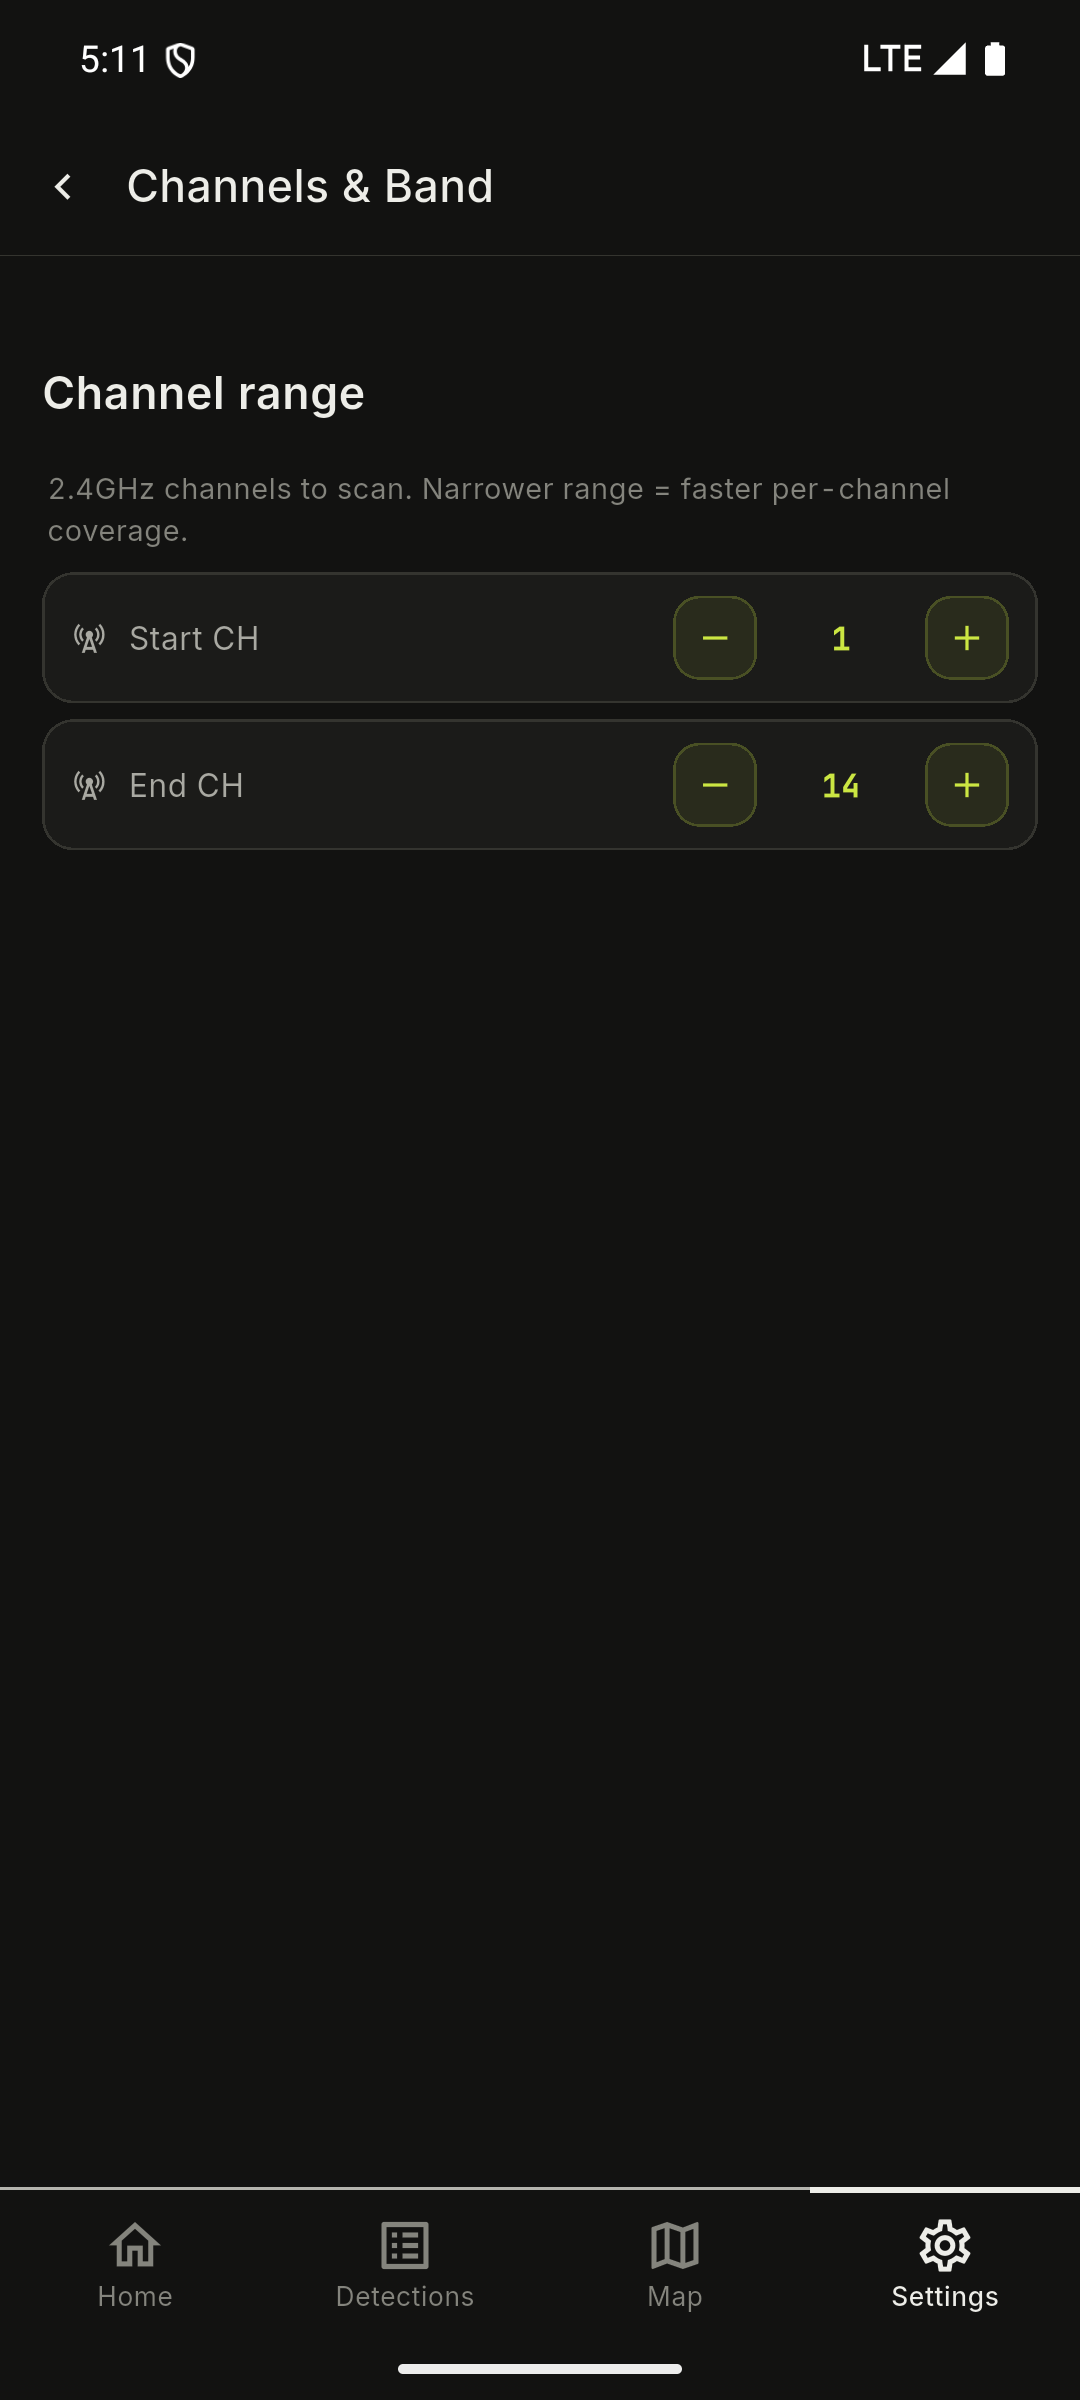 5:11
LTE
Channels & Band
Channel range
2.4GHz channels to scan. Narrower range = faster per-channel
coverage.
Start CH
− 1 +
End CH
− 14 +
Home
Detections
Map
Settings